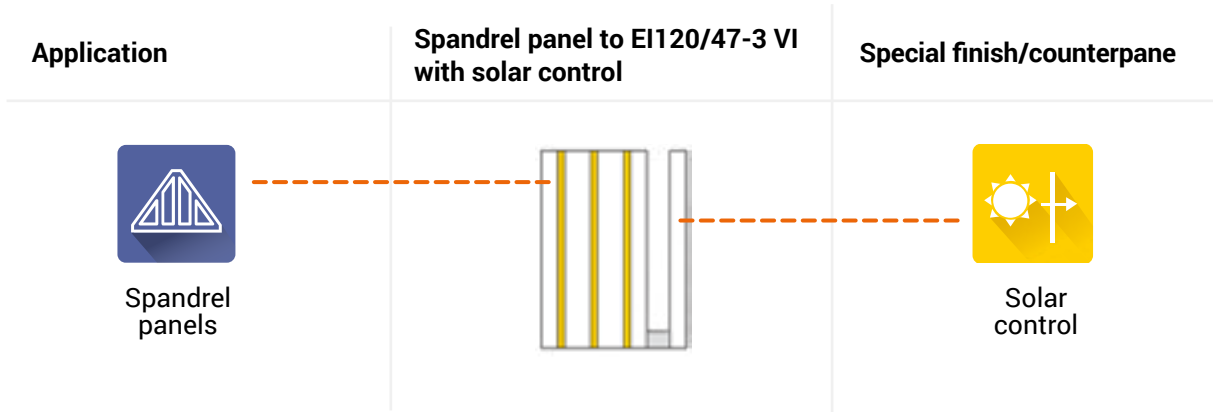 Application
Spandrel panel to EI120/47-3 VI
with solar control
Special finish/counterpane
Spandrel
panels
Solar
control